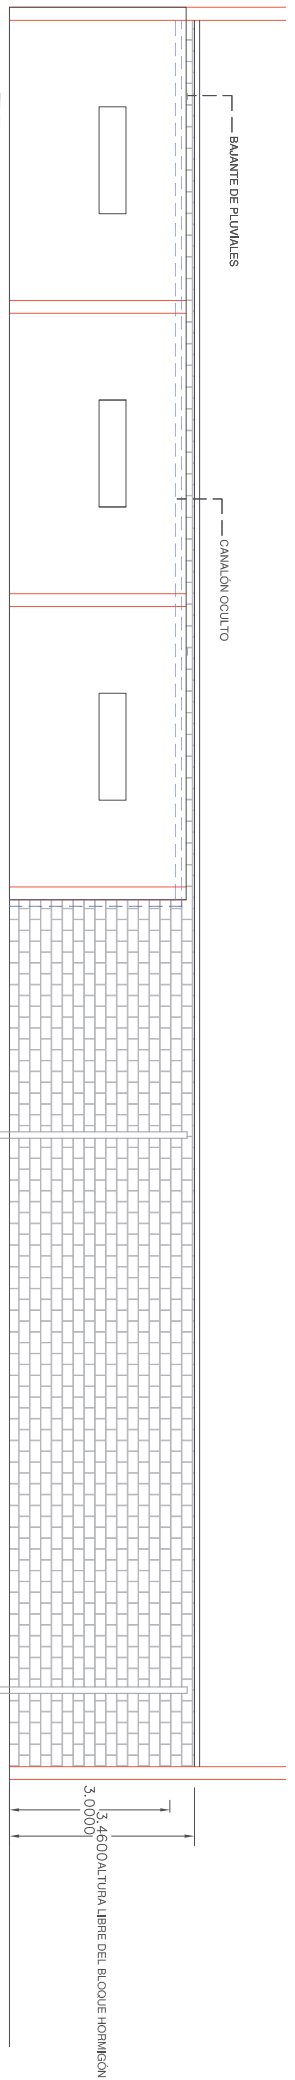 BAJANTE DE PLUVIALES
CANALÓN OCULTO
3.4600 ALTURA LIBRE DEL BLOQUE HORMIGÓN
3.0000